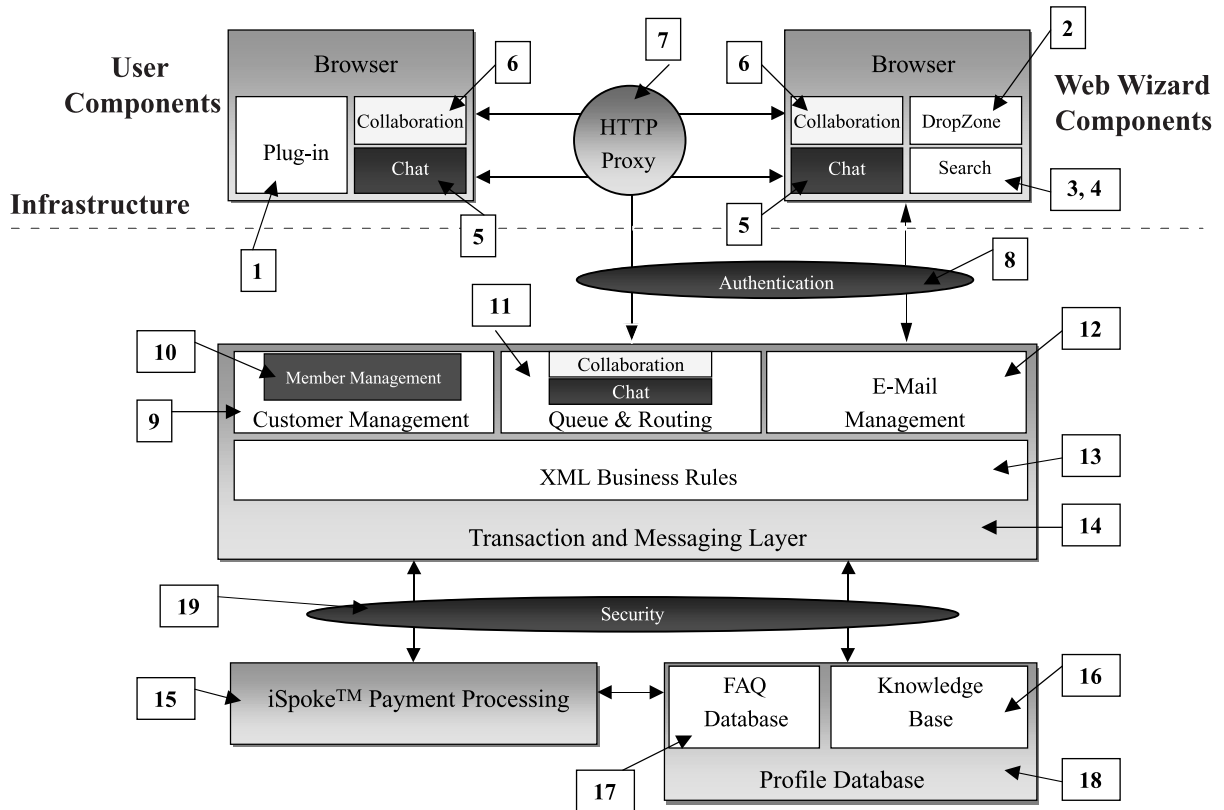 7
2
6
6
User
Components
Browser
Browser
Web Wizard
Components
Collaboration
HTTP
Proxy
Collaboration
DropZone
Plug-in
Chat
Chat
Search
Infrastructure
3, 4
5
5
1
8
Authentication
11
12
10
Member Management
Collaboration
Chat
E-Mail
Management
9
Customer Management
Queue & Routing
13
XML Business Rules
14
Transaction and Messaging Layer
19
Security
15
iSpoke™ Payment Processing
FAQ
Database
Knowledge
Base
16
17
Profile Database
18